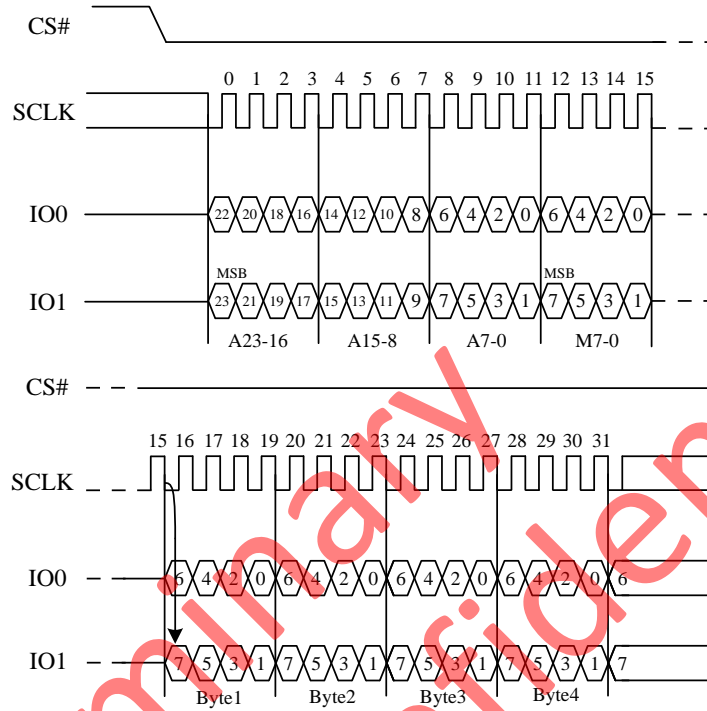 CS#
0 1 2 3 4 5 6 7 8 9 10 11 12 13 14 15
SCLK
IO0 22 20 18 16 14 12 10 8 6 4 2 0 6 4 2 0
MSB MSB
IO1 23 21 19 17 15 13 11 9 7 5 3 1 7 5 3 1
A23-16 A15-8 A7-0 M7-0
CS#
15 16 17 18 19 20 21 22 23 24 25 26 27 28 29 30 31
SCLK
IO0 6 4 2 0 6 4 2 0 6 4 2 0 6 4 2 0 6
IO1 7 5 3 1 7 5 3 1 7 5 3 1 7 5 3 1 7
Byte1 Byte2 Byte3 Byte4
minary
nfiden